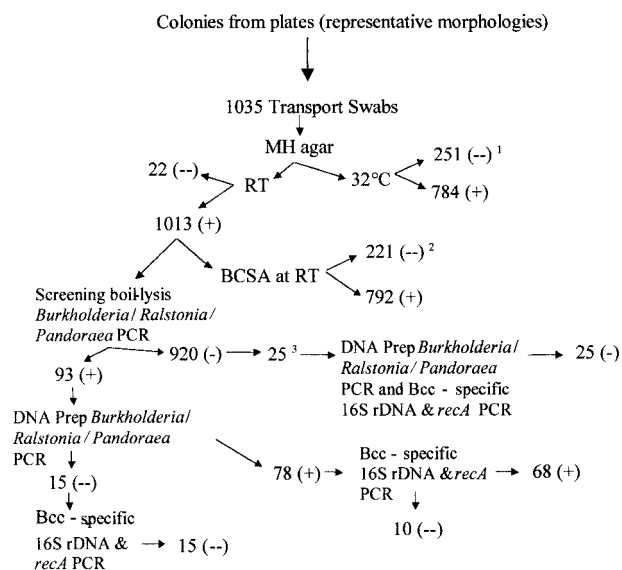 Colonies from plates (representative morphologies)
1035 Transport Swabs
MH agar
22 (--)
RT
32°C
251 (--) 1
784 (+)
1013 (+)
BCSA at RT
221 (--) 2
792 (+)
Screening boil-lysis
Burkholderia / Ralstonia /
Pandoraea PCR
93 (+)
920 (-)
25 3
DNA Prep Burkholderia /
Ralstonia / Pandoraea
PCR and Bcc - specific
16S rDNA & recA PCR
25 (-)
DNA Prep Burkholderia /
Ralstonia / Pandoraea
PCR
15 (--)
Bcc - specific
16S rDNA &
recA PCR
15 (--)
78 (+)
Bcc - specific
16S rDNA & recA
PCR
68 (+)
10 (--)